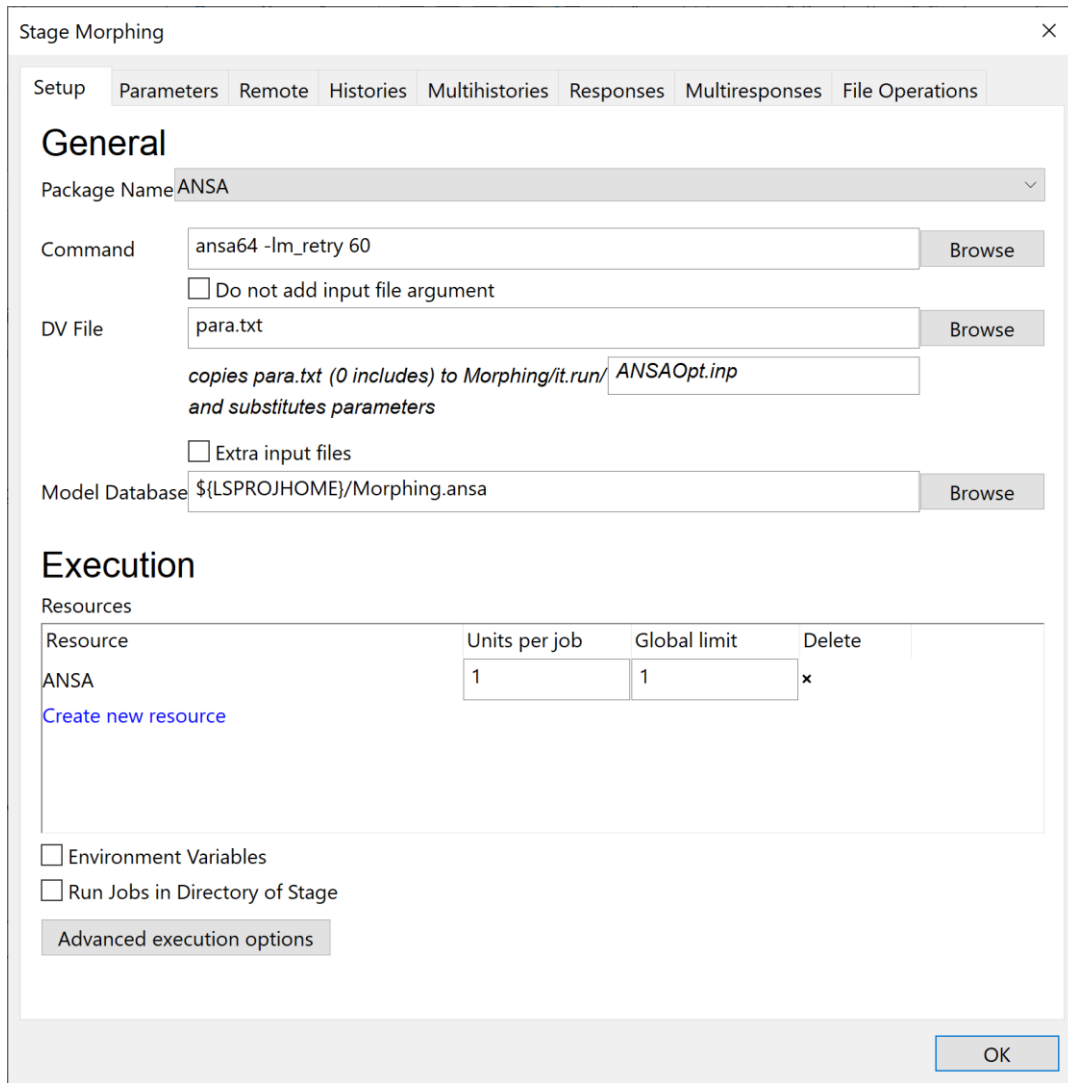 Stage Morphing
Setup Parameters Remote Histories Multihistories Responses Multiresponses File Operations
General
Package Name ANSA
Command ansa64 -lm_retry 60 Browse
Do not add input file argument
DV File para.txt Browse
copies para.txt (0 includes) to Morphing/it.run/ ANSAOpt.inp
and substitutes parameters
Extra input files
Model Database ${LSPROJHOME}/Morphing.ansa Browse
Execution
Resources
Resource Units per job Global limit Delete
ANSA 1 1 ×
Create new resource
Environment Variables
Run Jobs in Directory of Stage
Advanced execution options
OK